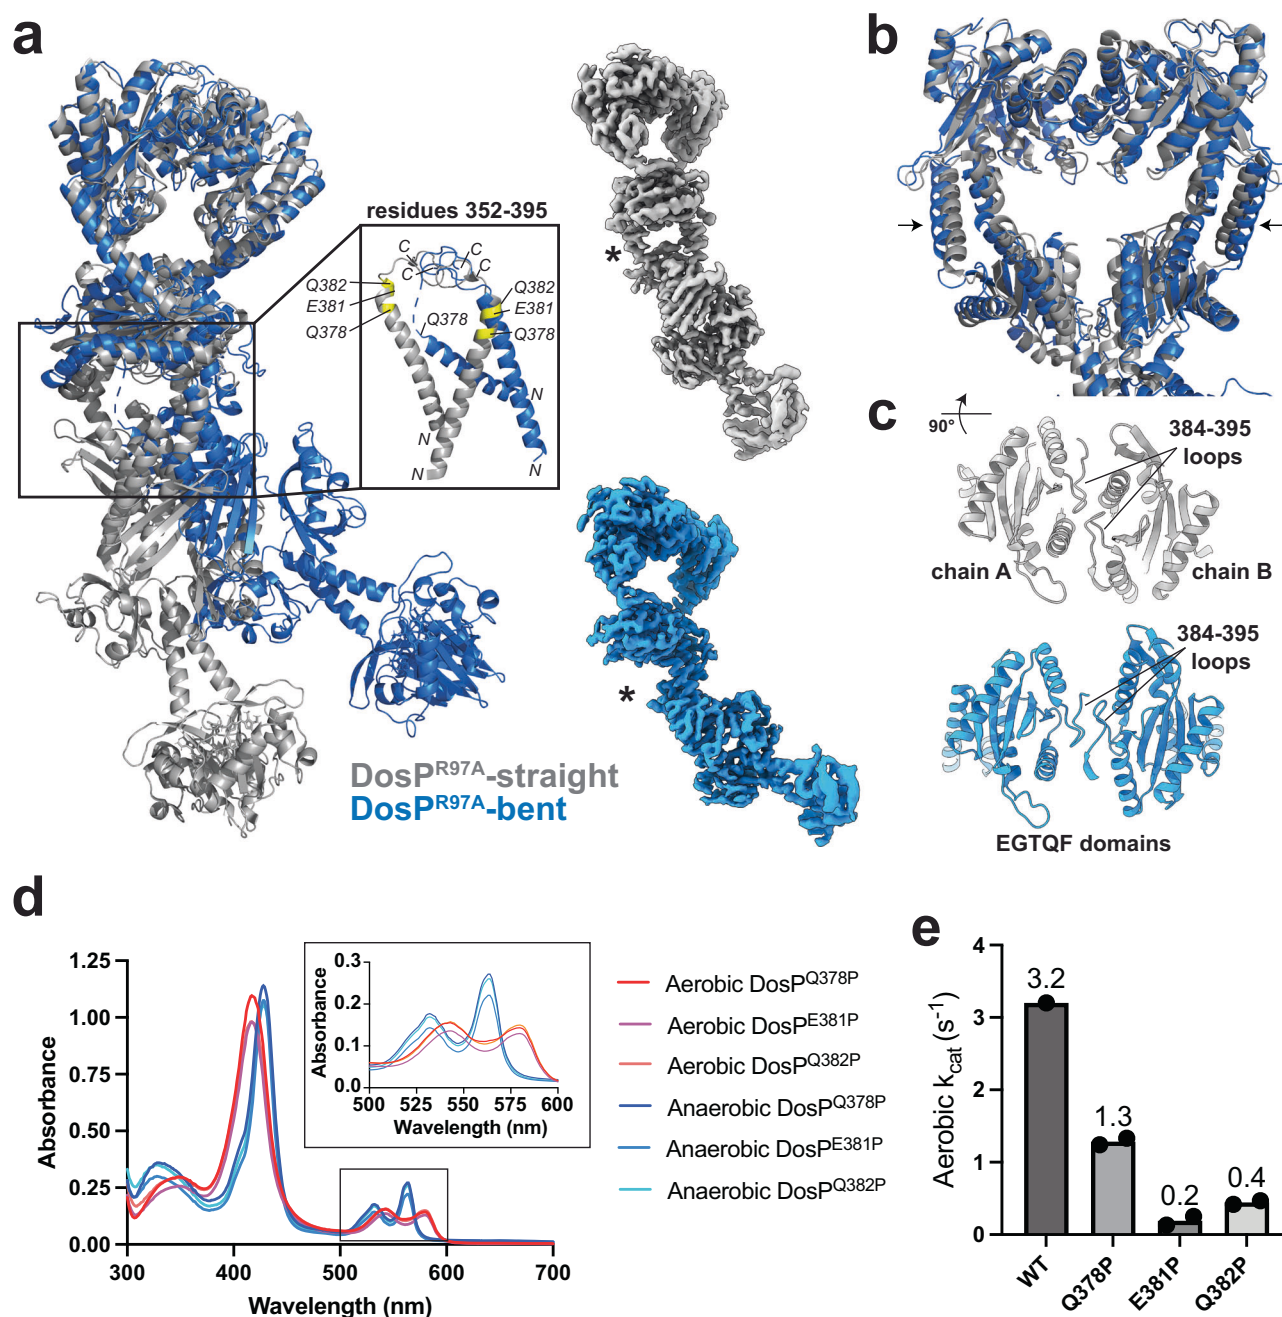 a
residues 352-395
C
C
C
C
Q382
E381
Q378
Q378
Q382
E381
Q378
N
N
N
N
*
*
DosPR97A-straight
DosPR97A-bent
b
c
90°
384-395
loops
chain A
chain B
384-395
loops
EGTQF domains
d
1.25
1.00
0.75
0.50
0.25
0.00
Absorbance
300
400
500
600
700
Wavelength (nm)
0.3
0.2
0.1
0.0
Absorbance
500
525
550
575
600
Wavelength (nm)
Aerobic DosPQ378P
Aerobic DosPE381P
Aerobic DosPQ382P
Anaerobic DosPQ378P
Anaerobic DosPE381P
Anaerobic DosPQ382P
e
Aerobic kcat (s-1)
4
3
2
1
0
3.2
1.3
0.2
0.4
WT
Q378P
E381P
Q382P